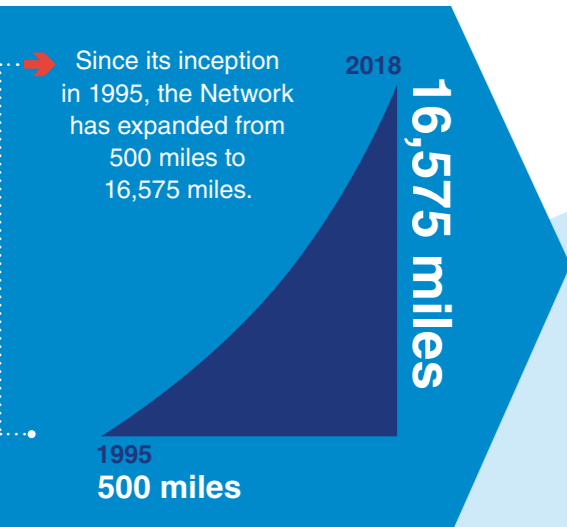 Since its inception
in 1995, the Network
has expanded from
500 miles to
16,575 miles.
2018
16,575 miles
1995
500 miles